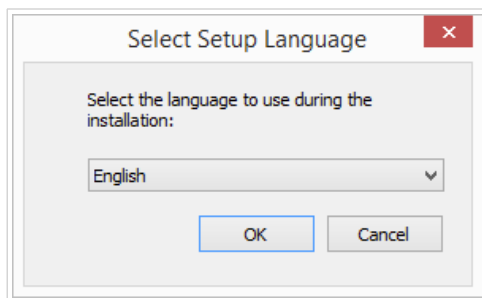 Select Setup Language
Select the language to use during the
installation:
English
OK
Cancel